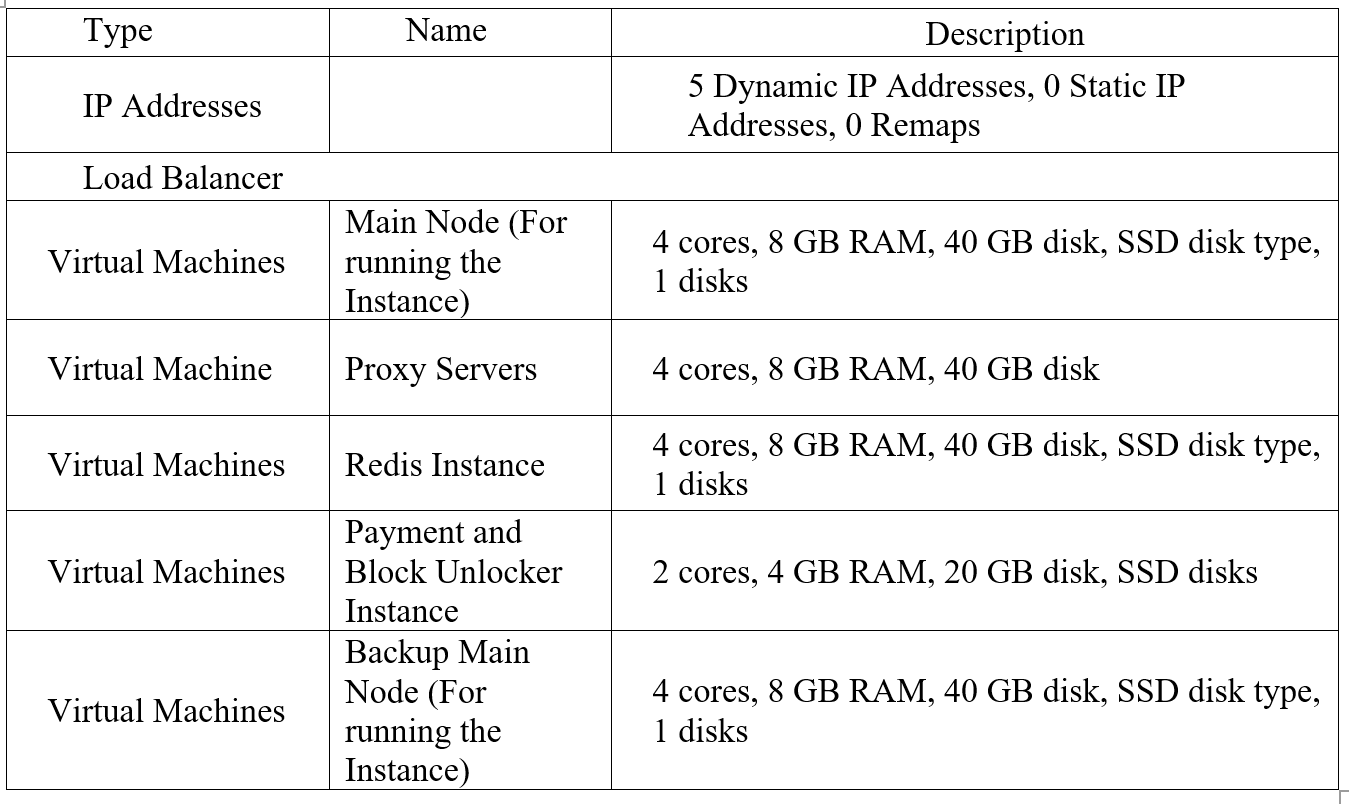 Type Name Description
IP Addresses
5 Dynamic IP Addresses, 0 Static IP
Addresses, 0 Remaps
Load Balancer
Virtual Machines
Main Node (For
running the
Instance)
4 cores, 8 GB RAM, 40 GB disk, SSD disk type,
1 disks
Virtual Machine
Proxy Servers
4 cores, 8 GB RAM, 40 GB disk
Virtual Machines
Redis Instance
4 cores, 8 GB RAM, 40 GB disk, SSD disk type,
1 disks
Virtual Machines
Payment and
Block Unlocker
Instance
2 cores, 4 GB RAM, 20 GB disk, SSD disks
Virtual Machines
Backup Main
Node (For
running the
Instance)
4 cores, 8 GB RAM, 40 GB disk, SSD disk type,
1 disks